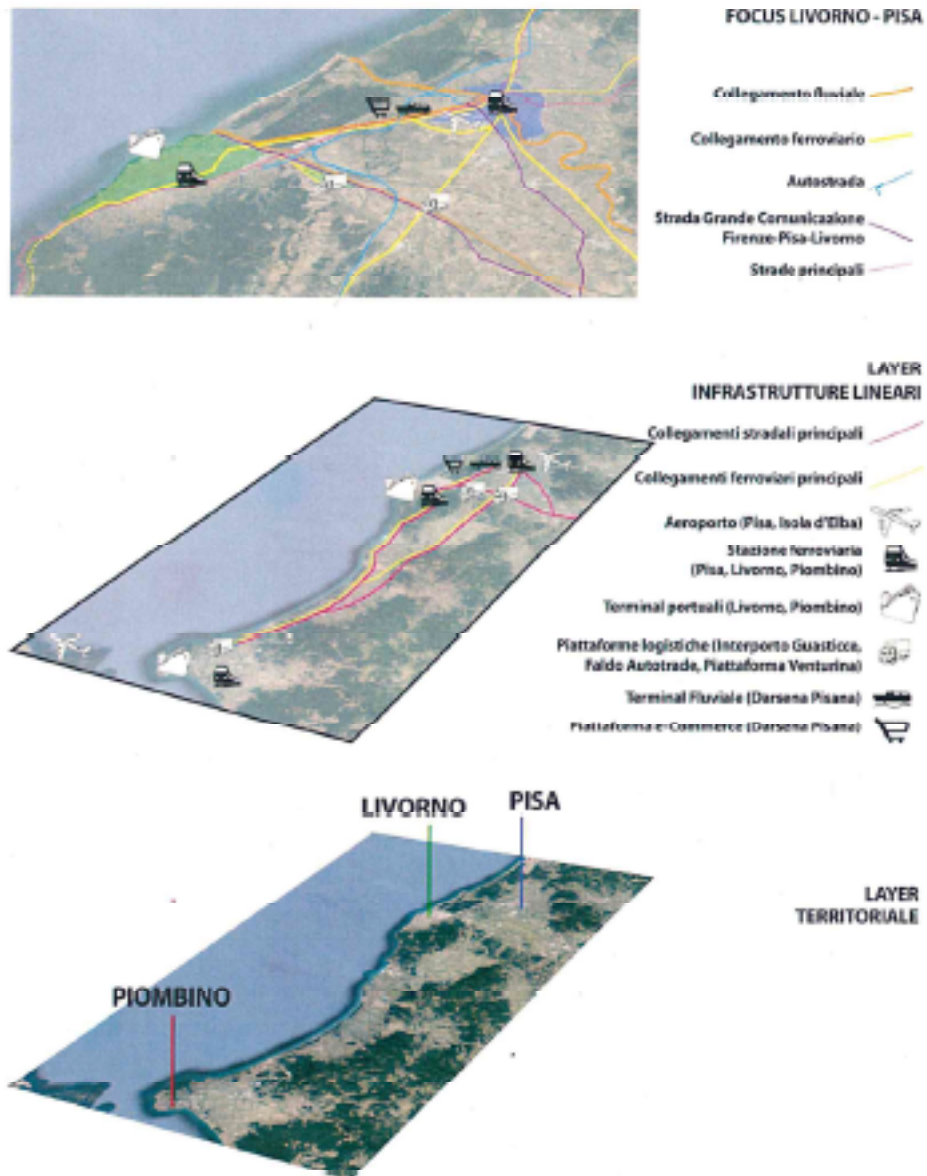 FOCUS LIVORNO - PISA
Collegamento fluviale
Collegamento ferroviario
Autostrada
Strada Grande Comunicazione
Firenze-Pisa-Livorno
Strade principali
LAYER
INFRASTRUTTURE LINEARI
Collegamenti stradali principali
Collegamenti ferroviari principali
Aeroporto (Pisa, Isola d'Elba)
Stazione ferroviaria
(Pisa, Livorno, Piombino)
Terminal portuali (Livorno, Piombino)
Piattaforme logistiche (Interporto Guasticce,
Faldo Autotrade, Piattaforma Venturina)
Terminal Fluviale (Darsena Pisana)
Piattaforma e-Commerce (Darsena Pisana)
LIVORNO
PISA
PIOMBINO
LAYER
TERRITORIALE